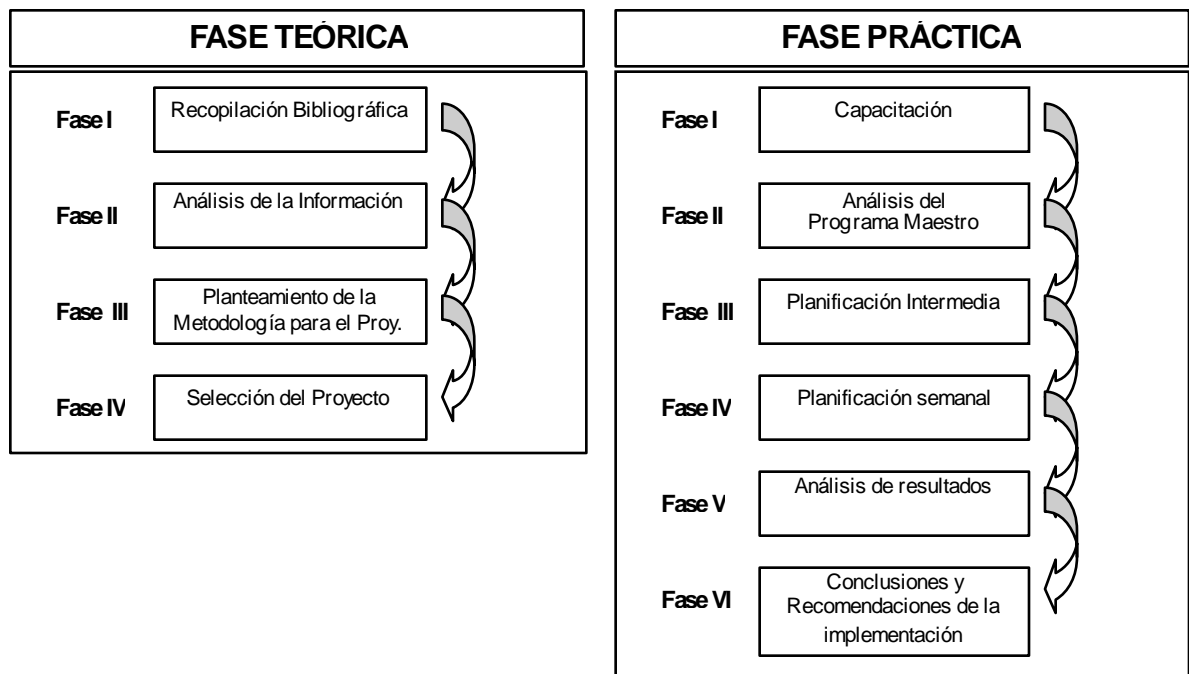 FASE TEÓRICA
Fase I
Recopilación Bibliográfica
Fase II
Análisis de la Información
Fase III
Planteamiento de la
Metodología para el Proy.
Fase IV
Selección del Proyecto
FASE PRÁCTICA
Fase I
Capacitación
Fase II
Análisis del
Programa Maestro
Fase III
Planificación Intermedia
Fase IV
Planificación semanal
Fase V
Análisis de resultados
Fase VI
Conclusiones y
Recomendaciones de la
implementación